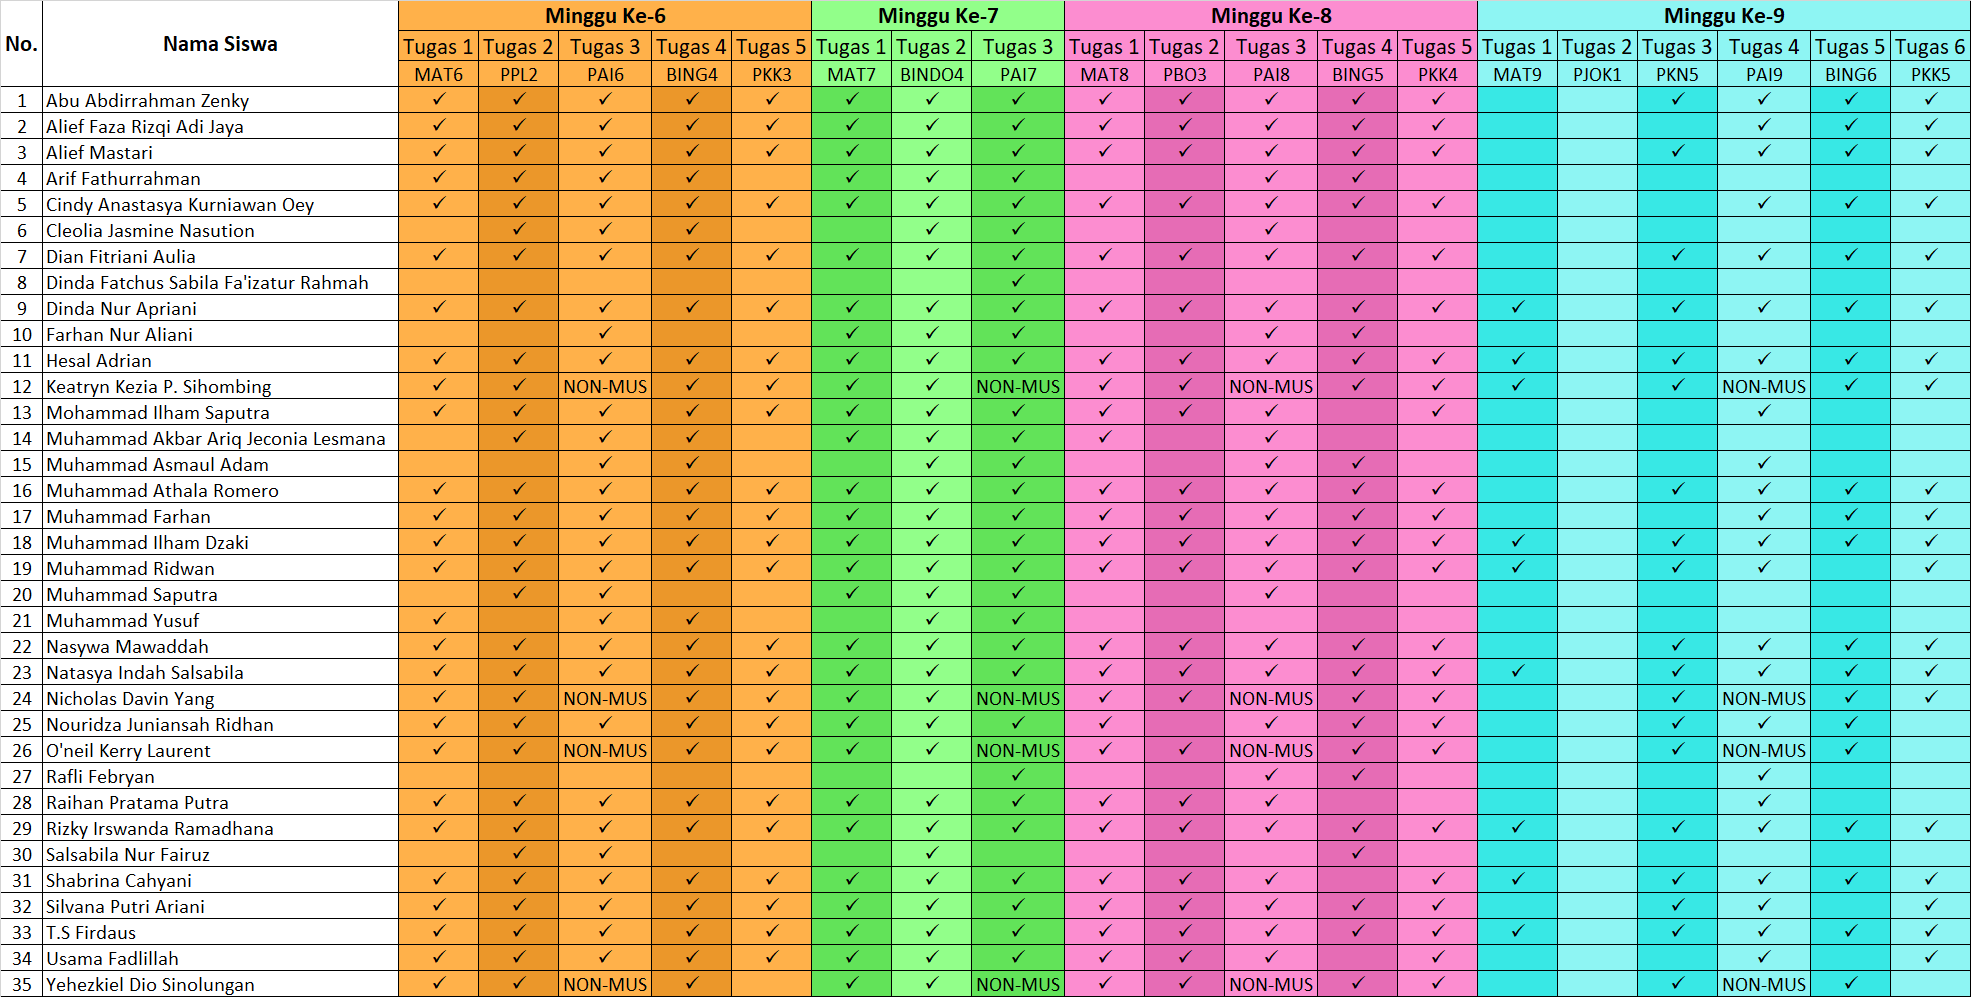 No. Nama Siswa Minggu Ke-6 Minggu Ke-7 Minggu Ke-8 Minggu Ke-9
Tugas 1 Tugas 2 Tugas 3 Tugas 4 Tugas 5 Tugas 1 Tugas 2 Tugas 3 Tugas 1 Tugas 2 Tugas 3 Tugas 4 Tugas 5 Tugas 1 Tugas 2 Tugas 3 Tugas 4 Tugas 5 Tugas 6
MAT6 PPL2 PAI6 BING4 PKK3 MAT7 BINDO4 PAI7 MAT8 PBO3 PAI8 BING5 PKK4 MAT9 PJOK1 PKN5 PAI9 BING6 PKK5
1 Abu Abdirrahman Zenky ✓ ✓ ✓ ✓ ✓ ✓ ✓ ✓ ✓ ✓ ✓ ✓ ✓ ✓ ✓ ✓ ✓
2 Alief Faza Rizqi Adi Jaya ✓ ✓ ✓ ✓ ✓ ✓ ✓ ✓ ✓ ✓ ✓ ✓ ✓ ✓ ✓ ✓
3 Alief Mastari ✓ ✓ ✓ ✓ ✓ ✓ ✓ ✓ ✓ ✓ ✓ ✓ ✓ ✓ ✓ ✓ ✓
4 Arif Fathurrahman ✓ ✓ ✓ ✓ ✓ ✓ ✓ ✓ ✓
5 Cindy Anastasya Kurniawan Oey ✓ ✓ ✓ ✓ ✓ ✓ ✓ ✓ ✓ ✓ ✓ ✓ ✓ ✓ ✓ ✓
6 Cleolia Jasmine Nasution ✓ ✓ ✓ ✓ ✓ ✓
7 Dian Fitriani Aulia ✓ ✓ ✓ ✓ ✓ ✓ ✓ ✓ ✓ ✓ ✓ ✓ ✓ ✓ ✓ ✓ ✓
8 Dinda Fatchus Sabila Fa'izatur Rahmah ✓
9 Dinda Nur Apriani ✓ ✓ ✓ ✓ ✓ ✓ ✓ ✓ ✓ ✓ ✓ ✓ ✓ ✓ ✓ ✓ ✓ ✓
10 Farhan Nur Aliani ✓ ✓ ✓ ✓ ✓ ✓
11 Hesal Adrian ✓ ✓ ✓ ✓ ✓ ✓ ✓ ✓ ✓ ✓ ✓ ✓ ✓ ✓ ✓ ✓ ✓ ✓
12 Keatryn Kezia P. Sihombing ✓ ✓ NON-MUS ✓ ✓ ✓ ✓ NON-MUS ✓ ✓ NON-MUS ✓ ✓ ✓ ✓ NON-MUS ✓ ✓
13 Mohammad Ilham Saputra ✓ ✓ ✓ ✓ ✓ ✓ ✓ ✓ ✓ ✓ ✓ ✓ ✓
14 Muhammad Akbar Ariq Jeconia Lesmana ✓ ✓ ✓ ✓ ✓ ✓ ✓ ✓
15 Muhammad Asmaul Adam ✓ ✓ ✓ ✓ ✓ ✓ ✓
16 Muhammad Athala Romero ✓ ✓ ✓ ✓ ✓ ✓ ✓ ✓ ✓ ✓ ✓ ✓ ✓ ✓ ✓ ✓ ✓
17 Muhammad Farhan ✓ ✓ ✓ ✓ ✓ ✓ ✓ ✓ ✓ ✓ ✓ ✓ ✓ ✓ ✓ ✓
18 Muhammad Ilham Dzaki ✓ ✓ ✓ ✓ ✓ ✓ ✓ ✓ ✓ ✓ ✓ ✓ ✓ ✓ ✓ ✓ ✓ ✓
19 Muhammad Ridwan ✓ ✓ ✓ ✓ ✓ ✓ ✓ ✓ ✓ ✓ ✓ ✓ ✓ ✓ ✓ ✓ ✓
20 Muhammad Saputra ✓ ✓ ✓ ✓ ✓ ✓
21 Muhammad Yusuf ✓ ✓ ✓ ✓ ✓
22 Nasywa Mawaddah ✓ ✓ ✓ ✓ ✓ ✓ ✓ ✓ ✓ ✓ ✓ ✓ ✓ ✓ ✓ ✓ ✓
23 Natasya Indah Salsabila ✓ ✓ ✓ ✓ ✓ ✓ ✓ ✓ ✓ ✓ ✓ ✓ ✓ ✓ ✓ ✓ ✓ ✓
24 Nicholas Davin Yang ✓ ✓ NON-MUS ✓ ✓ ✓ ✓ NON-MUS ✓ ✓ NON-MUS ✓ ✓ ✓ NON-MUS ✓ ✓
25 Nouridza Juniansah Ridhan ✓ ✓ ✓ ✓ ✓ ✓ ✓ ✓ ✓ ✓ ✓ ✓ ✓ ✓ ✓
26 O'neil Kerry Laurent ✓ ✓ NON-MUS ✓ ✓ ✓ ✓ NON-MUS ✓ ✓ NON-MUS ✓ ✓ ✓ NON-MUS ✓
27 Rafli Febryan ✓ ✓ ✓ ✓
28 Raihan Pratama Putra ✓ ✓ ✓ ✓ ✓ ✓ ✓ ✓ ✓ ✓ ✓ ✓
29 Rizky Irswanda Ramadhana ✓ ✓ ✓ ✓ ✓ ✓ ✓ ✓ ✓ ✓ ✓ ✓ ✓ ✓ ✓ ✓ ✓ ✓
30 Salsabila Nur Fairuz ✓ ✓ ✓ ✓
31 Shabrina Cahyani ✓ ✓ ✓ ✓ ✓ ✓ ✓ ✓ ✓ ✓ ✓ ✓ ✓ ✓ ✓ ✓ ✓
32 Silvana Putri Ariani ✓ ✓ ✓ ✓ ✓ ✓ ✓ ✓ ✓ ✓ ✓ ✓ ✓ ✓ ✓
33 T.S Firdaus ✓ ✓ ✓ ✓ ✓ ✓ ✓ ✓ ✓ ✓ ✓ ✓ ✓ ✓ ✓ ✓ ✓ ✓
34 Usama Fadlillah ✓ ✓ ✓ ✓ ✓ ✓ ✓ ✓ ✓ ✓ ✓ ✓ ✓ ✓
35 Yehezkiel Dio Sinolungan ✓ ✓ NON-MUS ✓ ✓ ✓ NON-MUS ✓ ✓ NON-MUS ✓ ✓ ✓ NON-MUS ✓